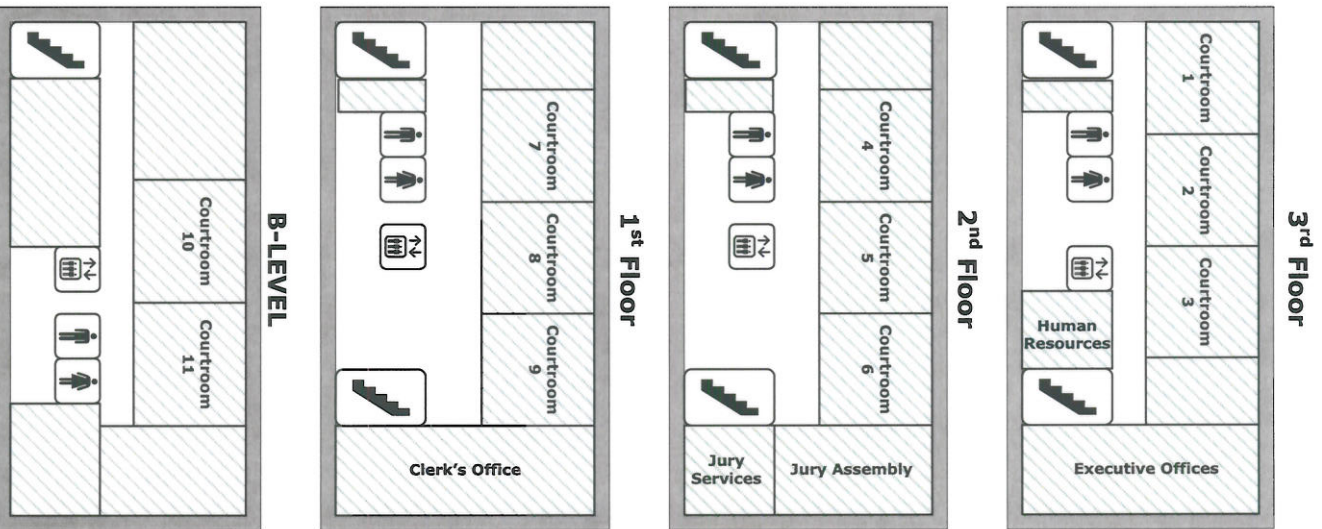 3rd Floor
Courtroom
1
Courtroom
2
Courtroom
3
Human
Resources
Executive Offices
2nd Floor
Courtroom
4
Courtroom
5
Courtroom
6
Jury
Services
Jury Assembly
1st Floor
Courtroom
7
Courtroom
8
Courtroom
9
Clerk's Office
B-LEVEL
Courtroom
10
Courtroom
11